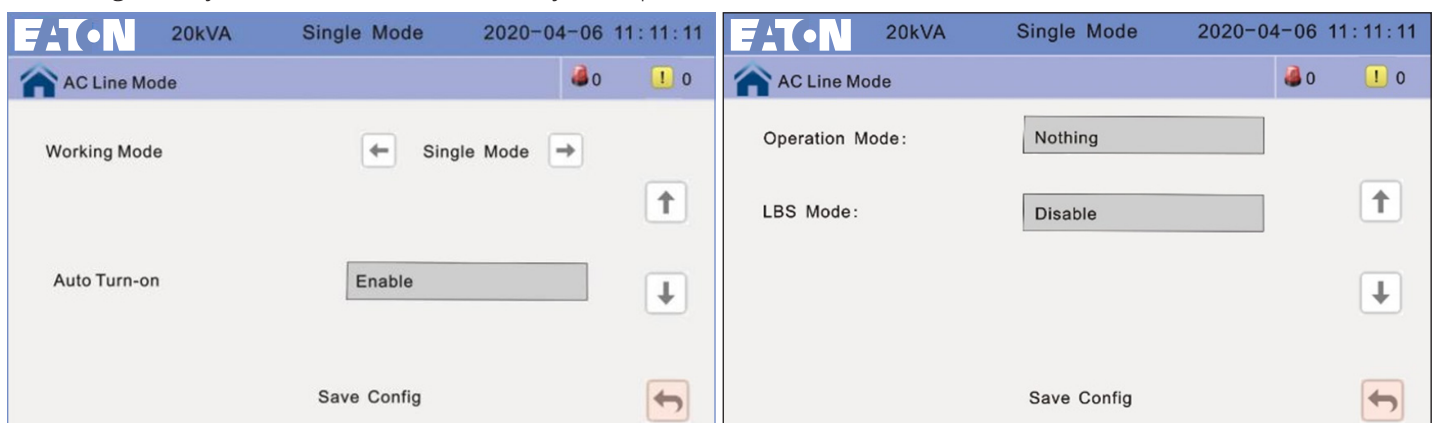 EATON 20kVA Single Mode 2020-04-06 11:11:11
AC Line Mode 0 ! 0
Working Mode Single Mode
Auto Turn-on Enable
Save Config
EATON 20kVA Single Mode 2020-04-06 11:11:11
AC Line Mode 0 ! 0
Operation Mode: Nothing
LBS Mode: Disable
Save Config